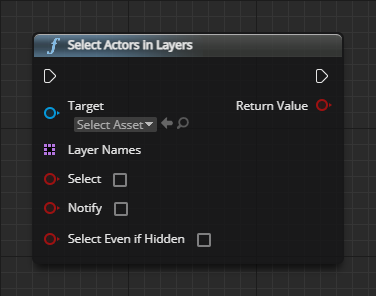 f Select Actors in Layers
Target Return Value
Select Asset
Layer Names
Select
Notify
Select Even if Hidden